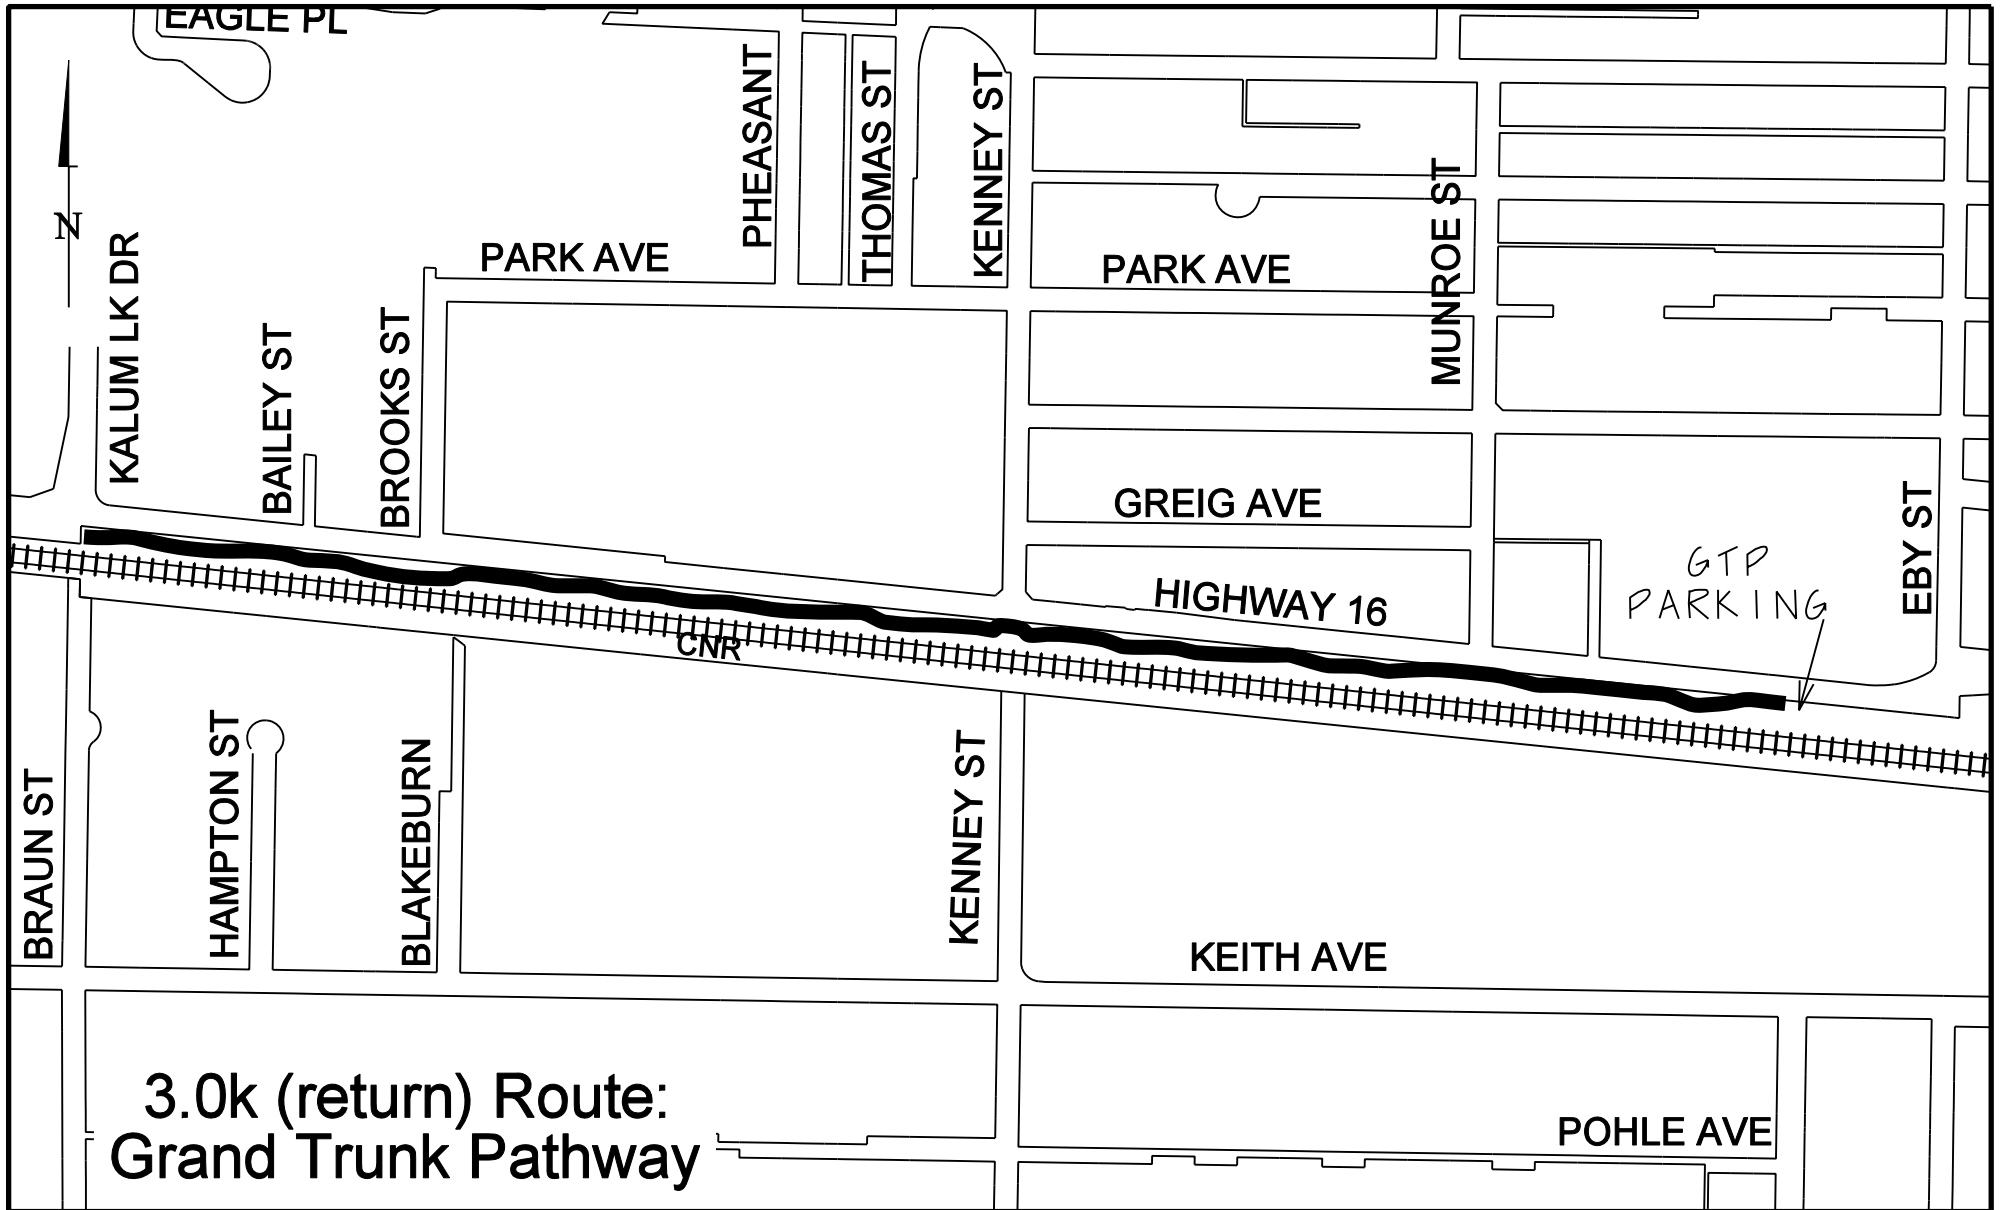 EAGLE PL
PHEASANT
THOMAS ST
KENNEY ST
MUNROE ST
N
KALUM LK DR
PARK AVE
PARK AVE
BAILEY ST
BROOKS ST
GREIG AVE
EBY ST
GTP
PARKING
HIGHWAY 16
CNR
BRAUN ST
HAMPTON ST
BLAKEBURN
KENNEY ST
KEITH AVE
3.0k (return) Route:
Grand Trunk Pathway
POHLE AVE